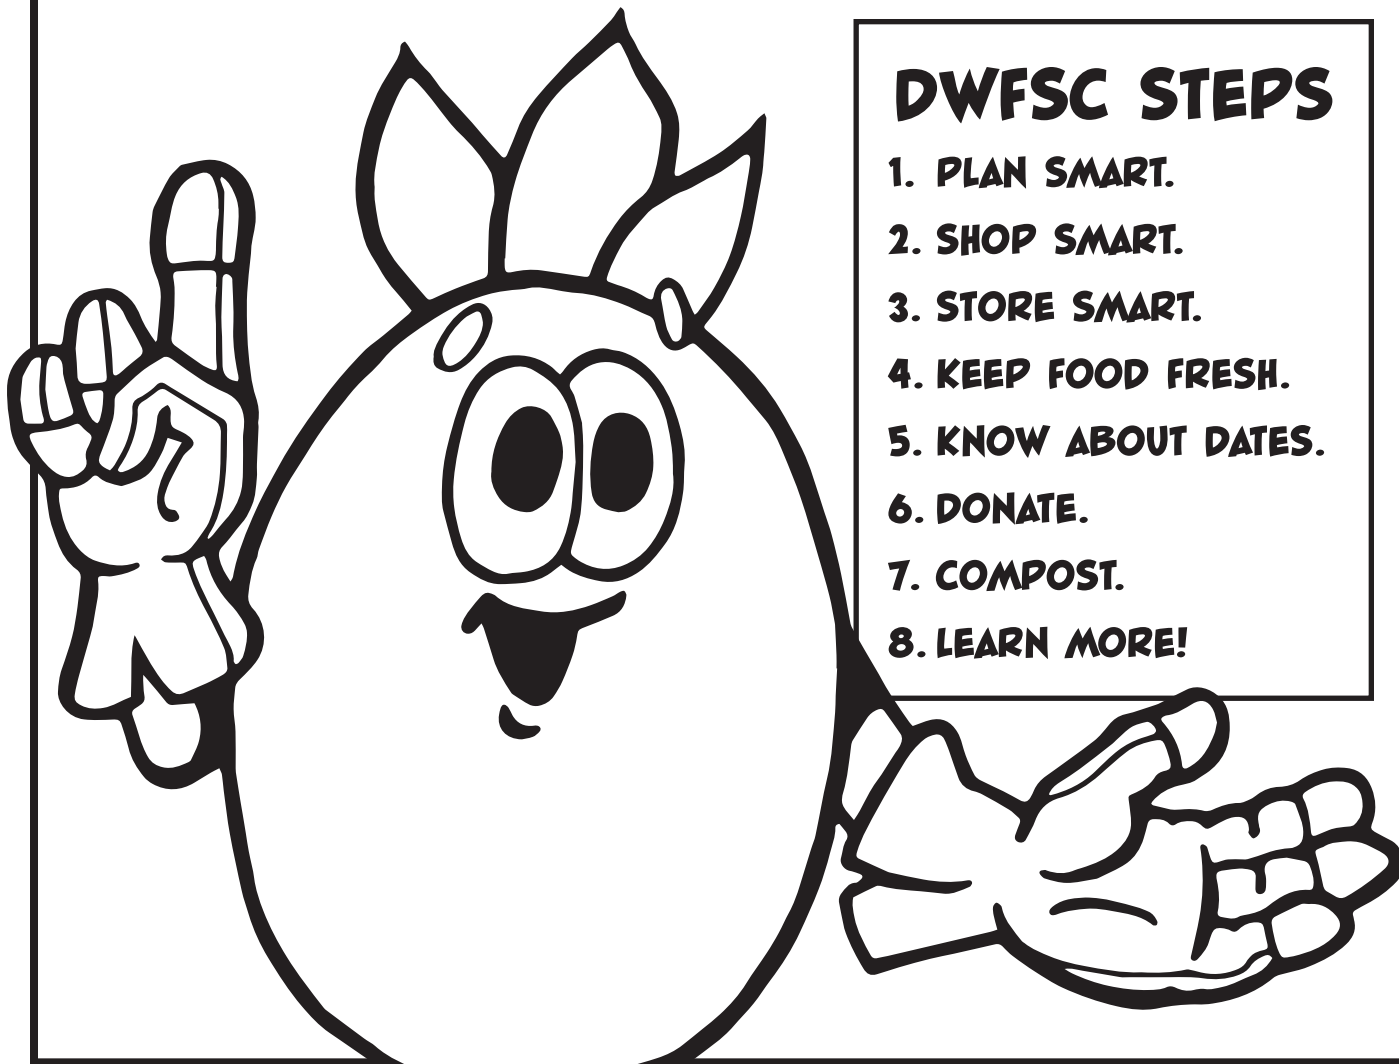 DWFSC STEPS
1. PLAN SMART.
2. SHOP SMART.
3. STORE SMART.
4. KEEP FOOD FRESH.
5. KNOW ABOUT DATES.
6. DONATE.
7. COMPOST.
8. LEARN MORE!